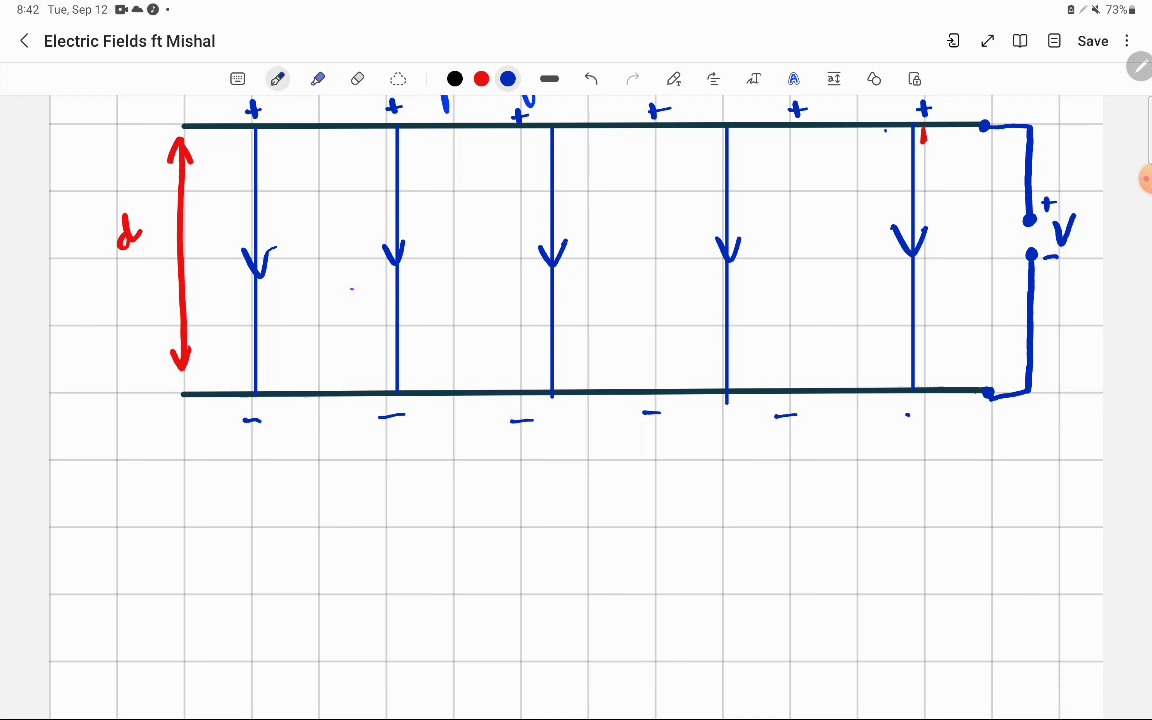 8:42 Tue, Sep 12 73%
Electric Fields ft Mishal Save
+ + + + + +
d
+
V
-
- - - - -